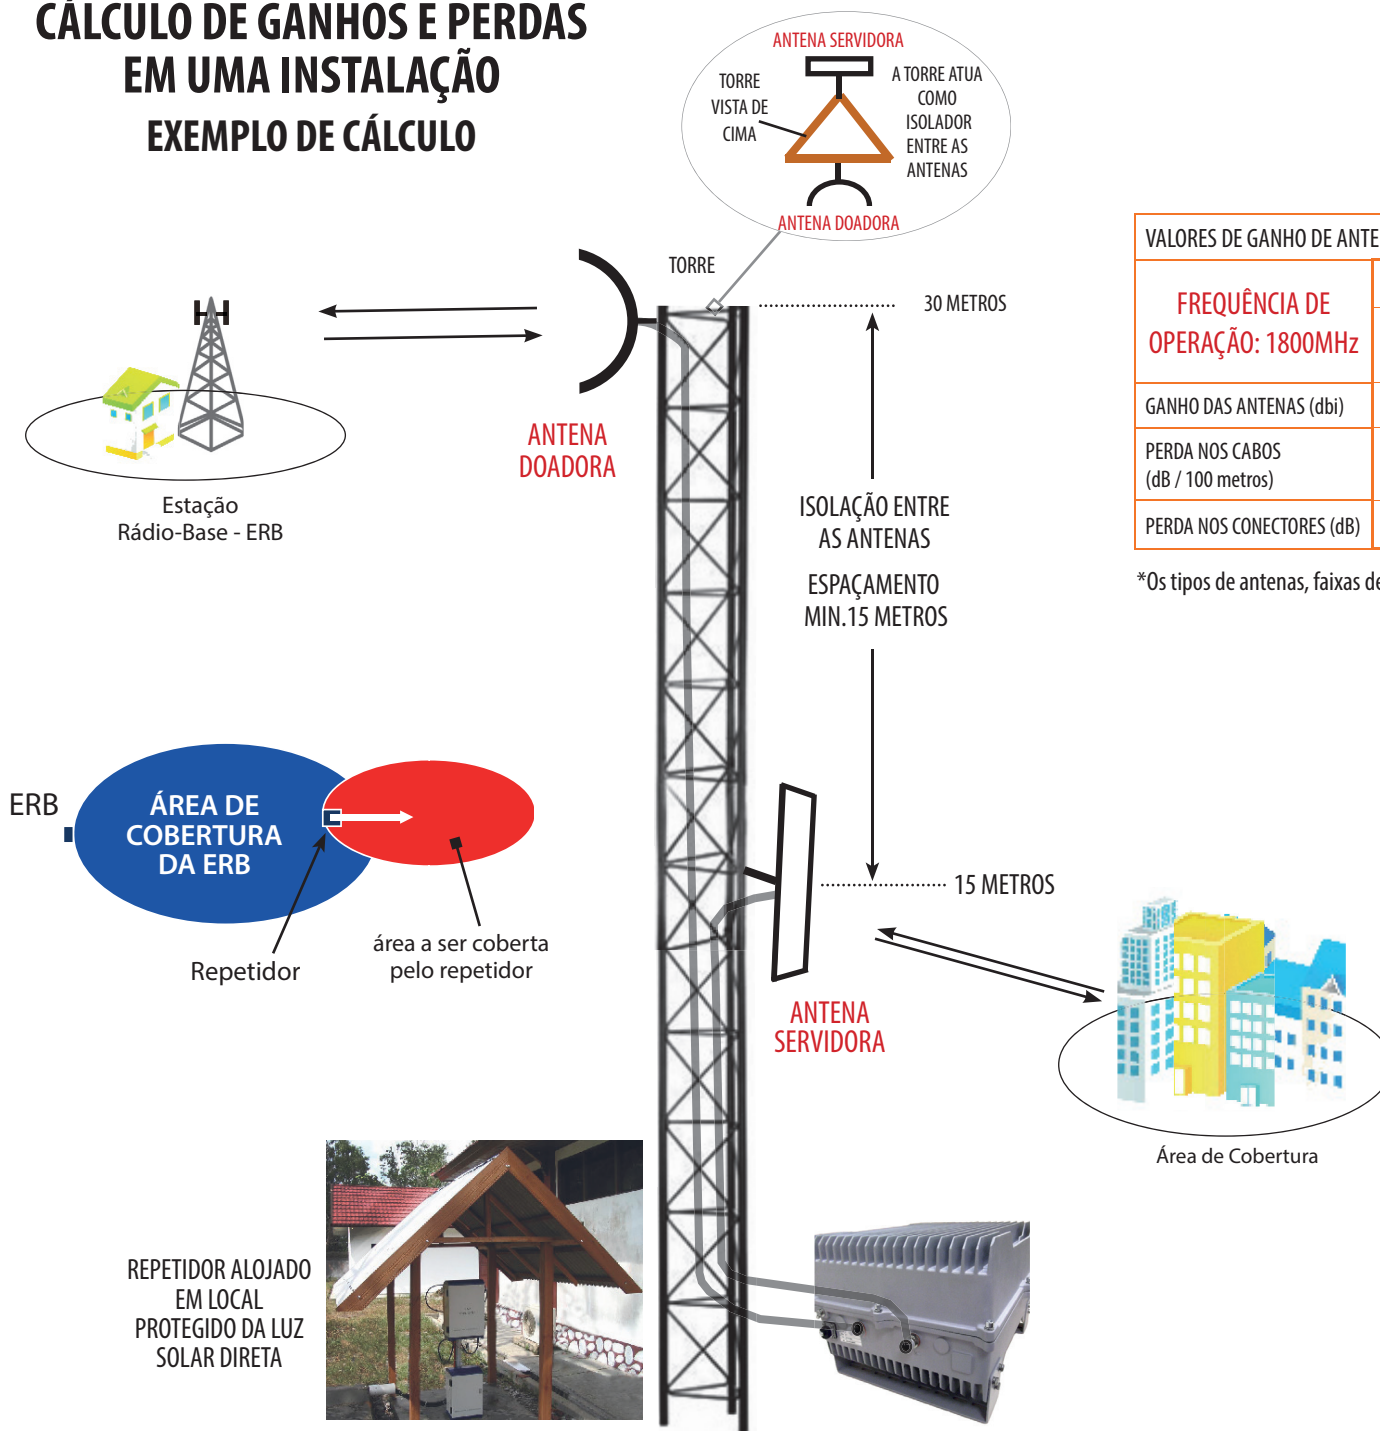 CÁLCULO DE GANHOS E PERDAS
EM UMA INSTALAÇÃO
EXEMPLO DE CÁLCULO
ANTENA SERVIDORA
TORRE
VISTA DE
CIMA
A TORRE ATUA
COMO
ISOLADOR
ENTRE AS
ANTENAS
ANTENA DOADORA
TORRE
30 METROS
VALORES DE GANHO DE ANTE
FREQUÊNCIA DE
OPERAÇÃO: 1800MHz
GANHO DAS ANTENAS (dbi)
PERDA NOS CABOS
(dB / 100 metros)
PERDA NOS CONECTORES (dB)
*Os tipos de antenas, faixas de
ANTENA
DOADORA
Estação
Rádio-Base - ERB
ISOLAÇÃO ENTRE
AS ANTENAS
ESPAÇAMENTO
MIN.15 METROS
ERB
ÁREA DE
COBERTURA
DA ERB
Repetidor
área a ser coberta
pelo repetidor
15 METROS
ANTENA
SERVIDORA
Área de Cobertura
REPETIDOR ALOJADO
EM LOCAL
PROTEGIDO DA LUZ
SOLAR DIRETA